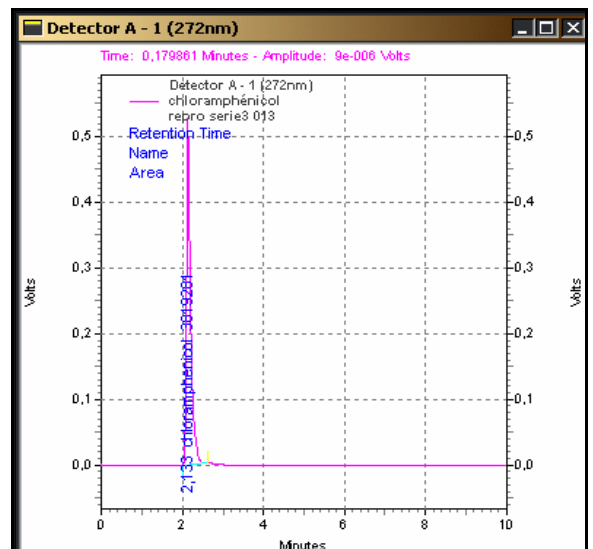 Detector A - 1 (272nm)
Time: 0,179861 Minutes - Amplitude: 9e-006 Volts
Detector A - 1 (272nm)
chloramphénicol
repro serie3 013
Retention Time
Name
Area
0,5
0,4
0,3
0,2
0,1
0,0
Volts
0,5
0,4
0,3
0,2
0,1
0,0
Volts
2,133 chloramphénicol
0
2
4
6
8
10
Minutes